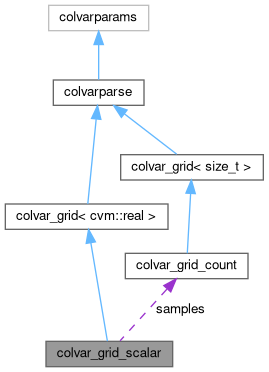 colvarparams
colvarparse
colvar_grid< size_t >
colvar_grid< cvm::real >
colvar_grid_count
samples
colvar_grid_scalar